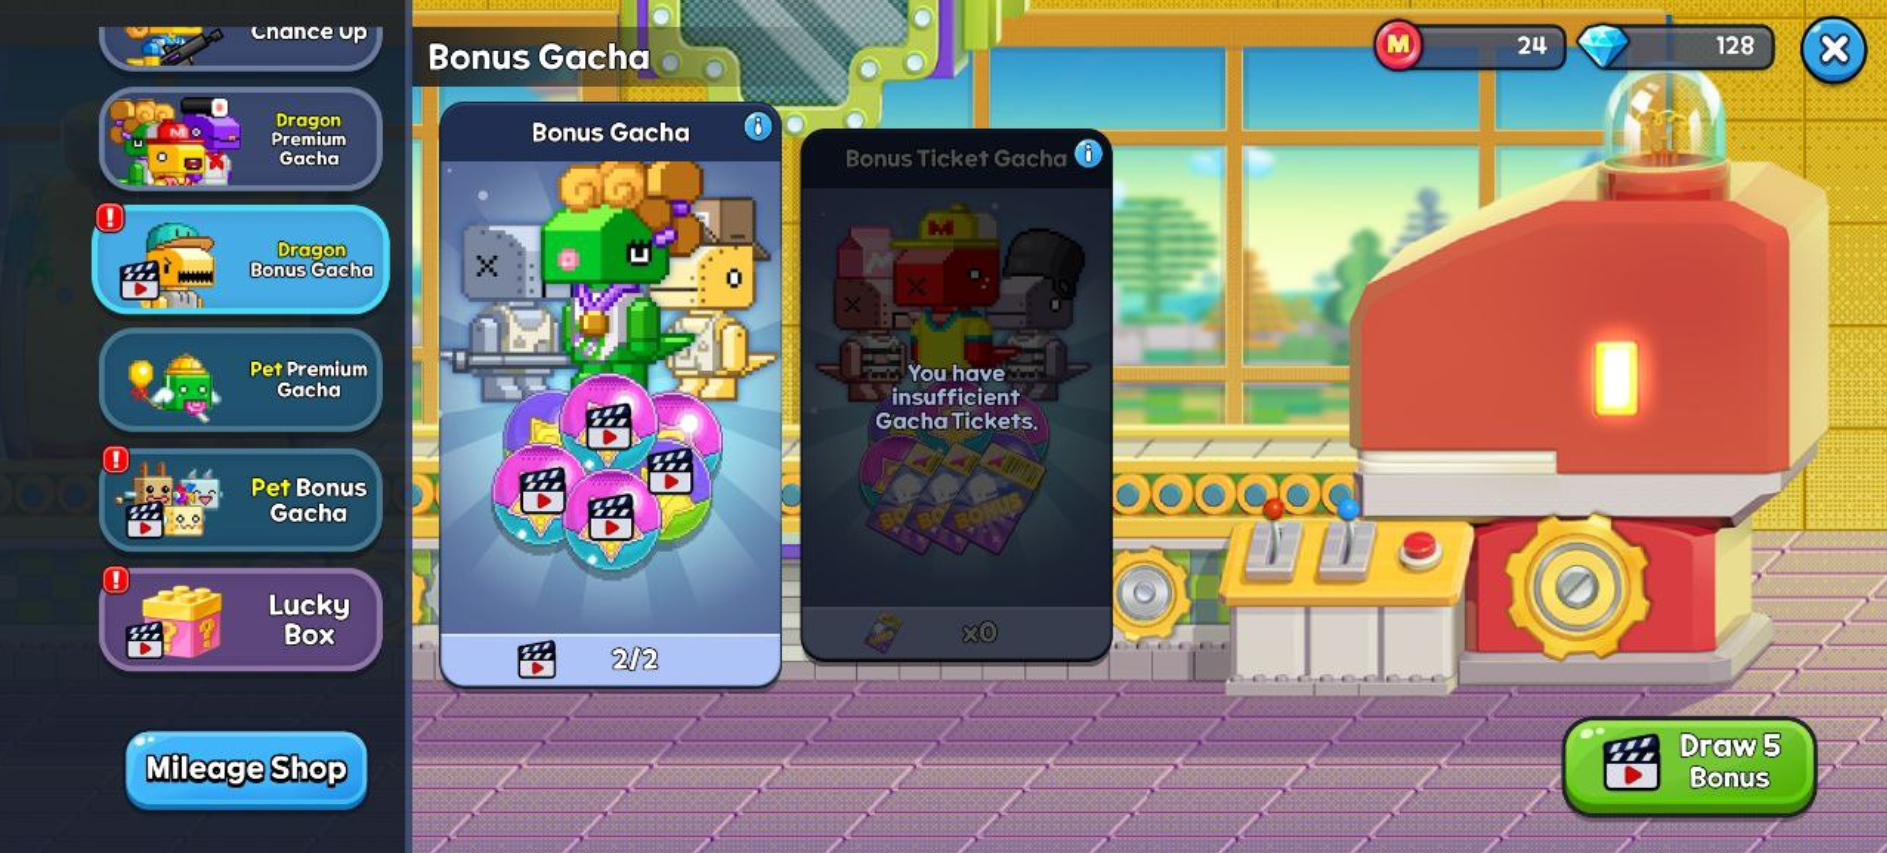 Chance Up
Dragon
Premium
Gacha
Dragon
Bonus Gacha
Pet Premium
Gacha
Pet Bonus
Gacha
Lucky
Box
Mileage Shop
Bonus Gacha
M
24
128
Bonus Gacha
2/2
Bonus Ticket Gacha
You have
insufficient
Gacha Tickets.
BONUS
x0
Draw 5
Bonus